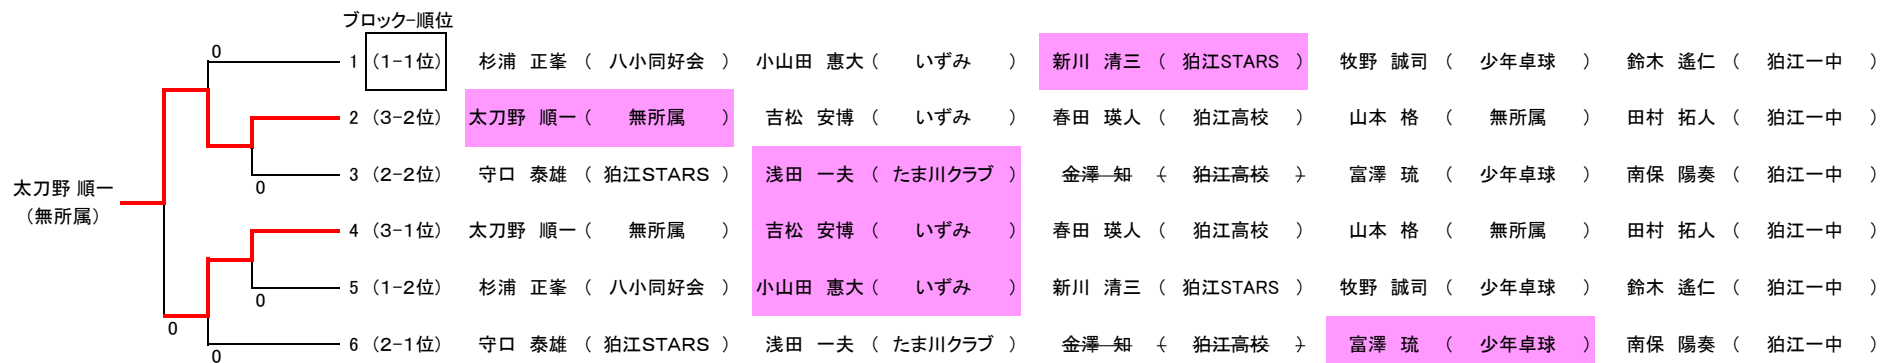 ブロック-順位
0
1 (1-1位) 杉浦 正峯 ( 八小同好会 ) 小山田 惠大 ( いずみ ) 新川 清三 ( 狛江STARS ) 牧野 誠司 ( 少年卓球 ) 鈴木 遙仁 ( 狛江一中 )
2 (3-2位) 太刀野 順一 ( 無所属 ) 吉松 安博 ( いずみ ) 春田 瑛人 ( 狛江高校 ) 山本 格 ( 無所属 ) 田村 拓人 ( 狛江一中 )
3 (2-2位) 守口 泰雄 ( 狛江STARS ) 浅田 一夫 ( たま川クラブ ) 金澤 知 ( 狛江高校 ) 富澤 琉 ( 少年卓球 ) 南保 陽奏 ( 狛江一中 )
0
太刀野 順一
(無所属)
4 (3-1位) 太刀野 順一 ( 無所属 ) 吉松 安博 ( いずみ ) 春田 瑛人 ( 狛江高校 ) 山本 格 ( 無所属 ) 田村 拓人 ( 狛江一中 )
5 (1-2位) 杉浦 正峯 ( 八小同好会 ) 小山田 惠大 ( いずみ ) 新川 清三 ( 狛江STARS ) 牧野 誠司 ( 少年卓球 ) 鈴木 遙仁 ( 狛江一中 )
0
0
6 (2-1位) 守口 泰雄 ( 狛江STARS ) 浅田 一夫 ( たま川クラブ ) 金澤 知 ( 狛江高校 ) 富澤 琉 ( 少年卓球 ) 南保 陽奏 ( 狛江一中 )
0